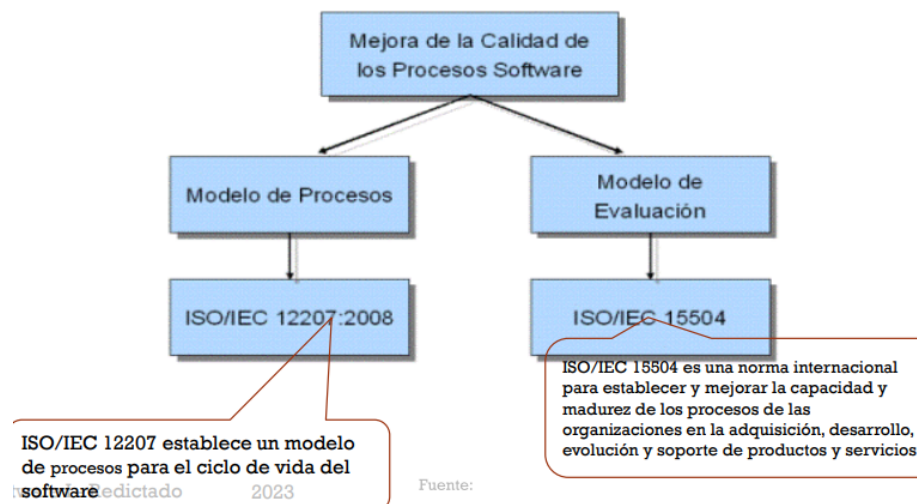 Mejora de la Calidad de
los Procesos Software
Modelo de Procesos
Modelo de
Evaluación
ISO/IEC 12207:2008
ISO/IEC 15504
ISO/IEC 15504 es una norma internacional
para establecer y mejorar la capacidad y
madurez de los procesos de las
organizaciones en la adquisición, desarrollo,
evolución y soporte de productos y servicios
ISO/IEC 12207 establece un modelo
de procesos para el ciclo de vida del
software
Redictado 2023 Fuente: